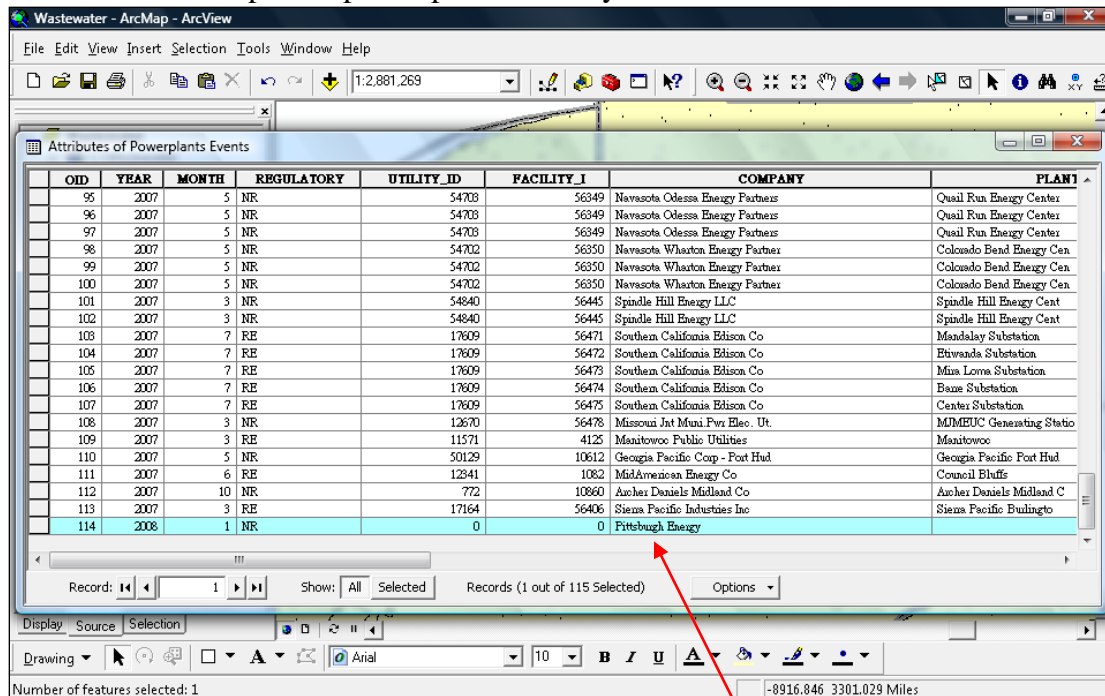 Wastewater - ArcMap - ArcView
File Edit View Insert Selection Tools Window Help
1:2,881,269
Attributes of Powerplants Events
OID YEAR MONTH REGULATORY UTILITY_ID FACILITY_I COMPANY PLANT
95 2007 5 NR 54703 56349 Navasota Odessa Energy Partners Quail Run Energy Center
96 2007 5 NR 54703 56349 Navasota Odessa Energy Partners Quail Run Energy Center
97 2007 5 NR 54703 56349 Navasota Odessa Energy Partners Quail Run Energy Center
98 2007 5 NR 54702 56350 Navasota Wharton Energy Partner Colorado Bend Energy Cen
99 2007 5 NR 54702 56350 Navasota Wharton Energy Partner Colorado Bend Energy Cen
100 2007 5 NR 54702 56350 Navasota Wharton Energy Partner Colorado Bend Energy Cen
101 2007 3 NR 54840 56445 Spindle Hill Energy LLC Spindle Hill Energy Cent
102 2007 3 NR 54840 56445 Spindle Hill Energy LLC Spindle Hill Energy Cent
103 2007 7 RE 17609 56471 Southern California Edison Co Mandalay Substation
104 2007 7 RE 17609 56472 Southern California Edison Co Etiwanda Substation
105 2007 7 RE 17609 56473 Southern California Edison Co Mira Loma Substation
106 2007 7 RE 17609 56474 Southern California Edison Co Barre Substation
107 2007 7 RE 17609 56475 Southern California Edison Co Center Substation
108 2007 3 NR 12670 56478 Missouri Jnt Muni.Pwr Elec. Ut. MJMEUC Generating Statio
109 2007 3 RE 11571 4125 Manitowoc Public Utilities Manitowoc
110 2007 5 NR 50129 10612 Georgia Pacific Corp - Port Hud Georgia Pacific Port Hud
111 2007 6 RE 12341 1082 MidAmerican Energy Co Council Bluffs
112 2007 10 NR 772 10860 Archer Daniels Midland Co Archer Daniels Midland C
113 2007 3 RE 17164 56406 Sierra Pacific Industries Inc Sierra Pacific Burlingto
114 2008 1 NR 0 0 Pittsburgh Energy
Record: 1 Show: All Selected Records (1 out of 115 Selected) Options
Display Source Selection
Drawing A Arial 10 B I U A
Number of features selected: 1 -8916.846 3301.029 Miles